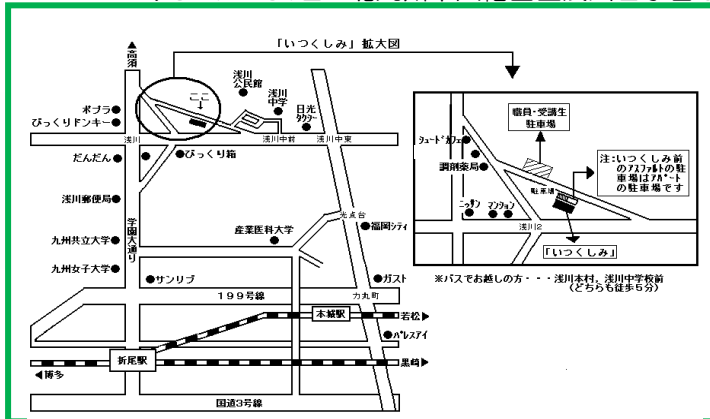 「いつくしみ」拡大図
▲高須
浅川
公民館
浅川
中学
日光
タクシー
ここ
ポプラ
びっくりドンキー
浅川
浅川中前
浅川中東
だんだん
びっくり箱
浅川郵便局
学園大通り
光点台
福岡シティ
九州共立大学
産業医科大学
九州女子大学
サンリブ
ガスト
199号線
力丸町
本城駅
若松▶
パレスアイ
折尾駅
黒崎▶
◀博多
国道3号線
職員・受講生
駐車場
シュードカフェ
調剤薬局
注:いつくしみ前
のアスファルトの駐
車場はアパート
の駐車場です
駐車場
ニッサン
マンション
浅川2
「いつくしみ」
※バスでお越しの方・・・浅川本村，浅川中学校前
(どちらも徒歩5分)